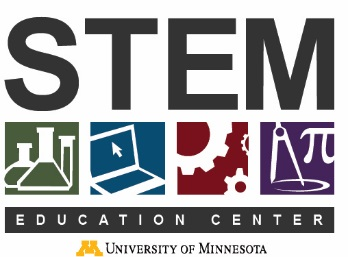 STEM
π
EDUCATION CENTER
M UNIVERSITY OF MINNESOTA